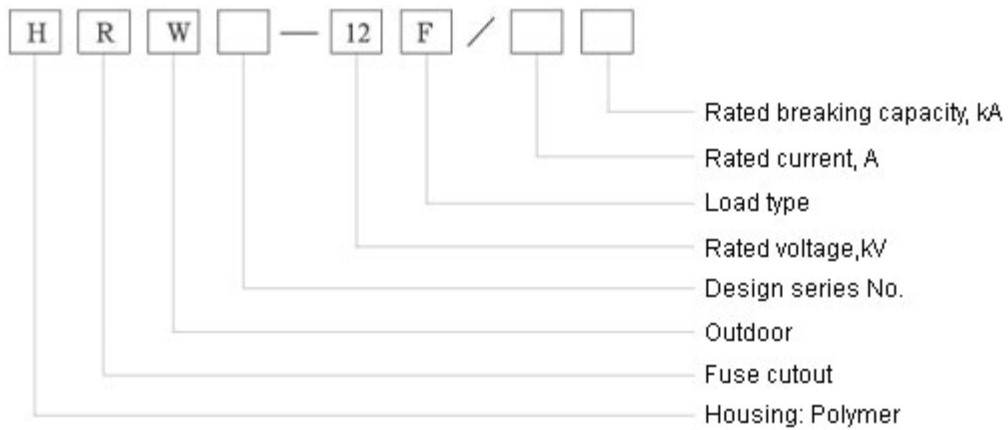 H R W — 12 F /
Rated breaking capacity, kA
Rated current, A
Load type
Rated voltage,kV
Design series No.
Outdoor
Fuse cutout
Housing: Polymer